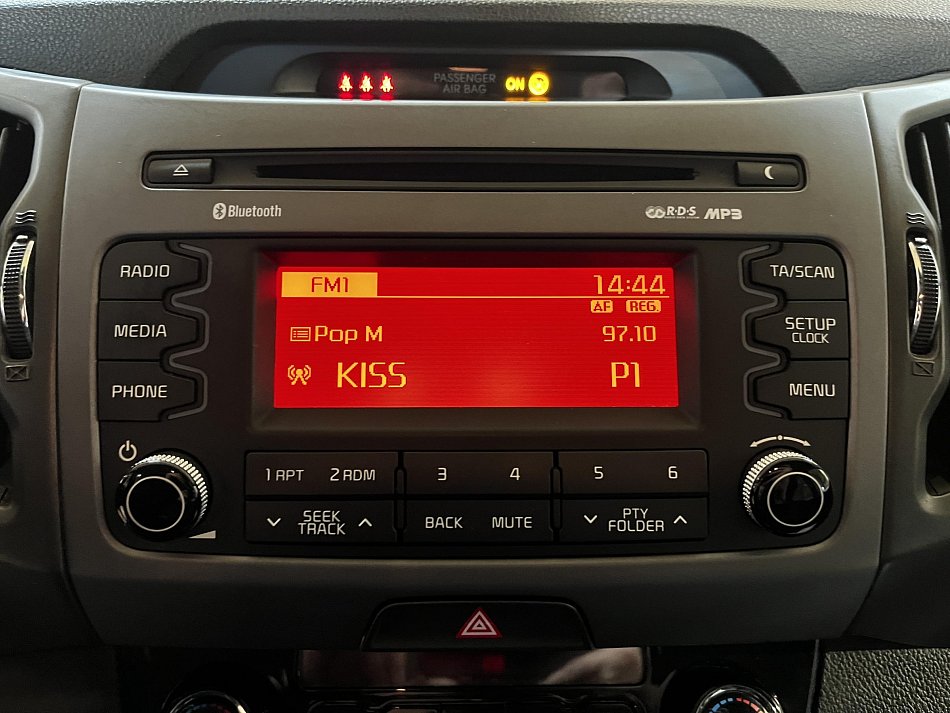 PASSENGER
AIR BAG
ON
Bluetooth
R·D·S
MP3
RADIO
MEDIA
PHONE
FM1
14:44
AF REG.
Pop M
97.10
KISS
P1
TA/SCAN
SETUP
CLOCK
MENU
1 RPT
2 RDM
3
4
5
6
SEEK
TRACK
BACK
MUTE
PTY
FOLDER